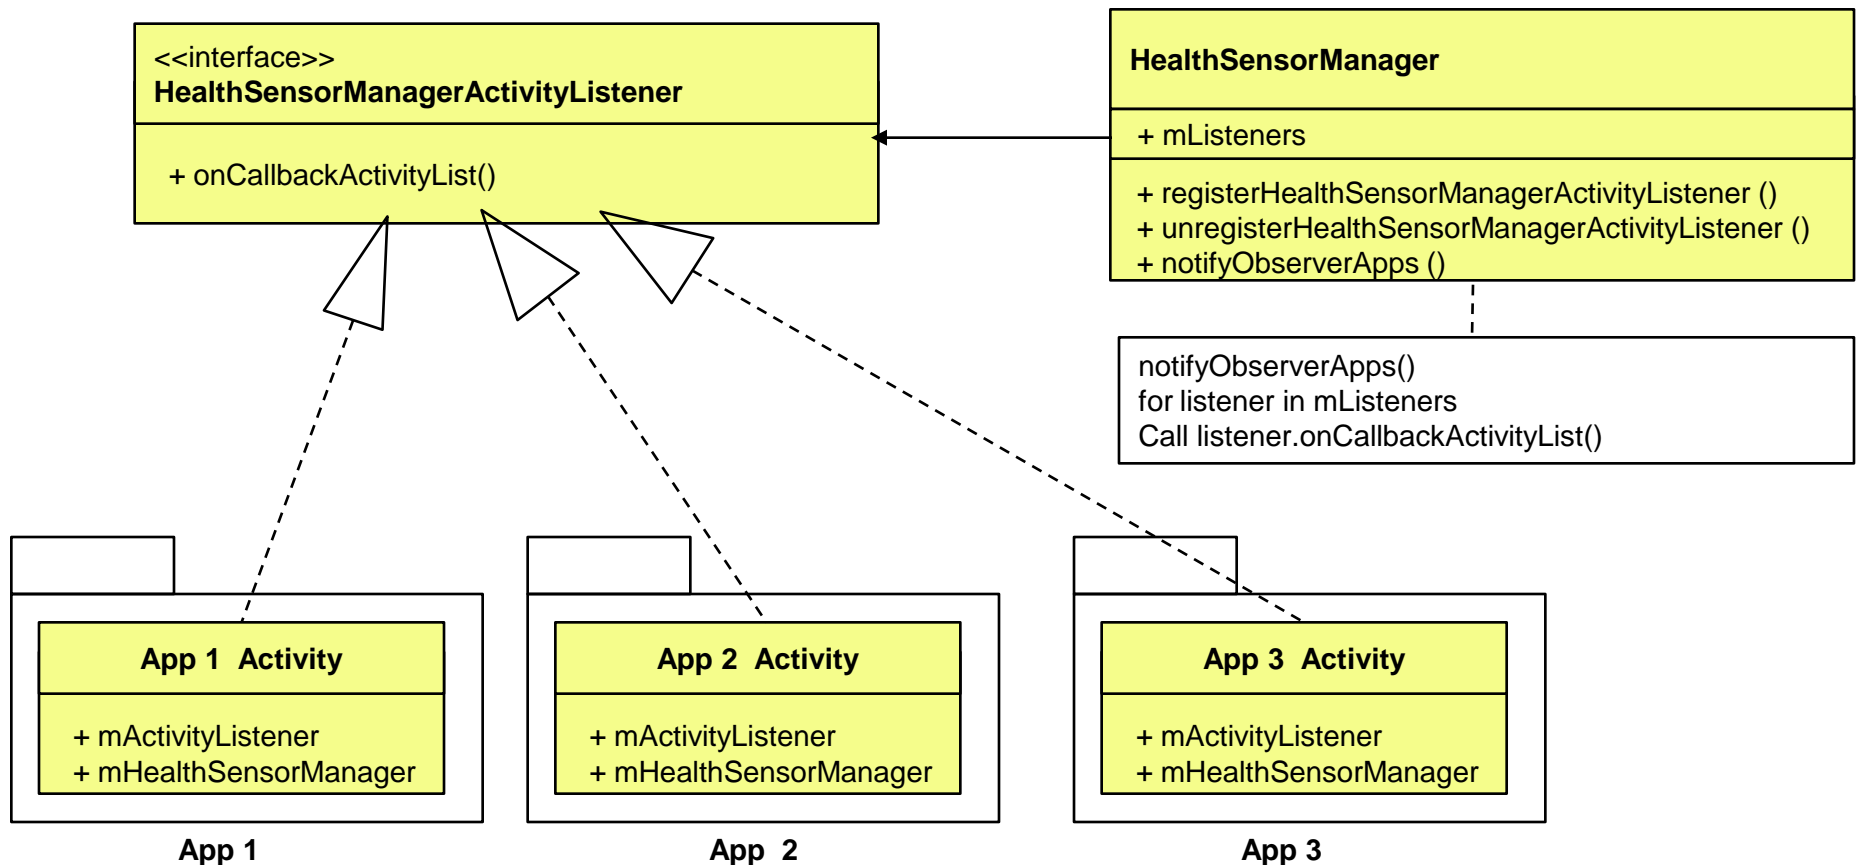 <<interface>>
HealthSensorManagerActivityListener
+ onCallbackActivityList()
HealthSensorManager
+ mListeners
+ registerHealthSensorManagerActivityListener ()
+ unregisterHealthSensorManagerActivityListener ()
+ notifyObserverApps ()
notifyObserverApps()
for listener in mListeners
Call listener.onCallbackActivityList()
App 1 Activity
+ mActivityListener
+ mHealthSensorManager
App 1
App 2 Activity
+ mActivityListener
+ mHealthSensorManager
App 2
App 3 Activity
+ mActivityListener
+ mHealthSensorManager
App 3